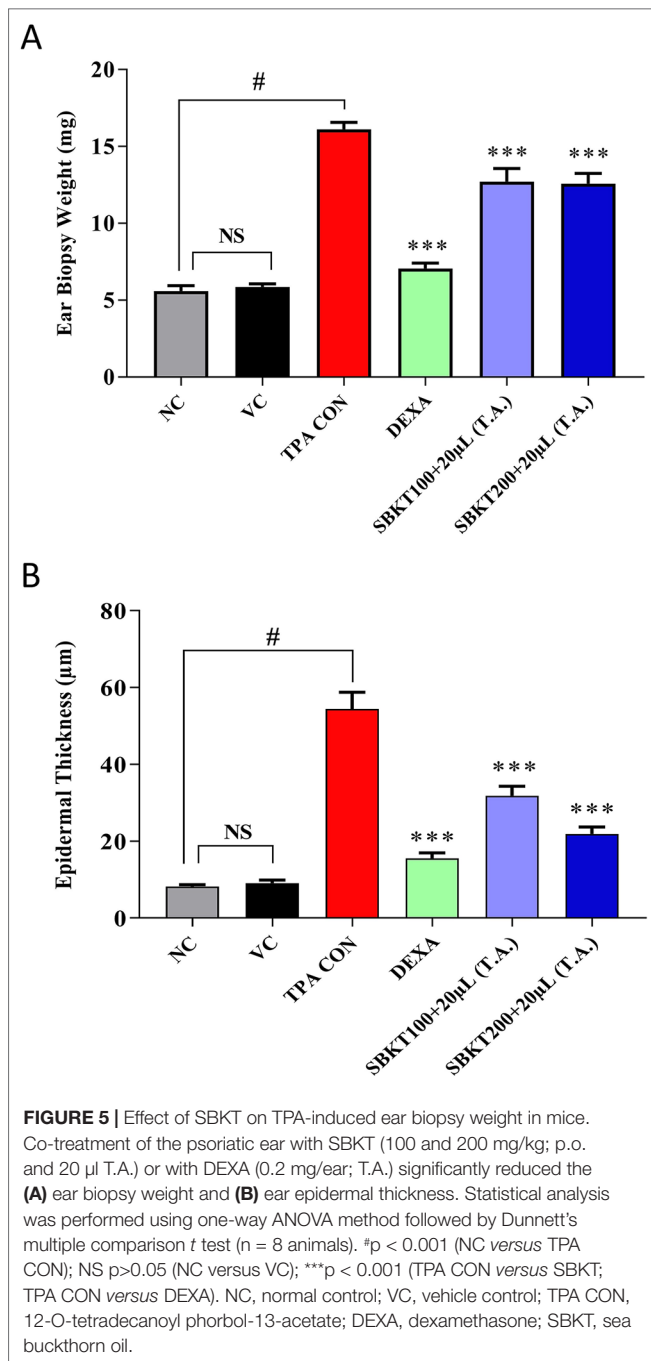 A
Ear Biopsy Weight (mg)
20
15
10
5
0
#
NS
***
***
***
NC
VC
TPA CON
DEXA
SBKT100+20µL (T.A.)
SBKT200+20µL (T.A.)
B
Epidermal Thickness (µm)
80
60
40
20
0
#
NS
***
***
***
NC
VC
TPA CON
DEXA
SBKT100+20µL (T.A.)
SBKT200+20µL (T.A.)
FIGURE 5 | Effect of SBKT on TPA-induced ear biopsy weight in mice.
Co-treatment of the psoriatic ear with SBKT (100 and 200 mg/kg; p.o.
and 20 µl T.A.) or with DEXA (0.2 mg/ear; T.A.) significantly reduced the
(A) ear biopsy weight and (B) ear epidermal thickness. Statistical analysis
was performed using one-way ANOVA method followed by Dunnett's
multiple comparison t test (n = 8 animals). #p < 0.001 (NC versus TPA
CON); NS p>0.05 (NC versus VC); ***p < 0.001 (TPA CON versus SBKT;
TPA CON versus DEXA). NC, normal control; VC, vehicle control; TPA CON,
12-O-tetradecanoyl phorbol-13-acetate; DEXA, dexamethasone; SBKT, sea
buckthorn oil.